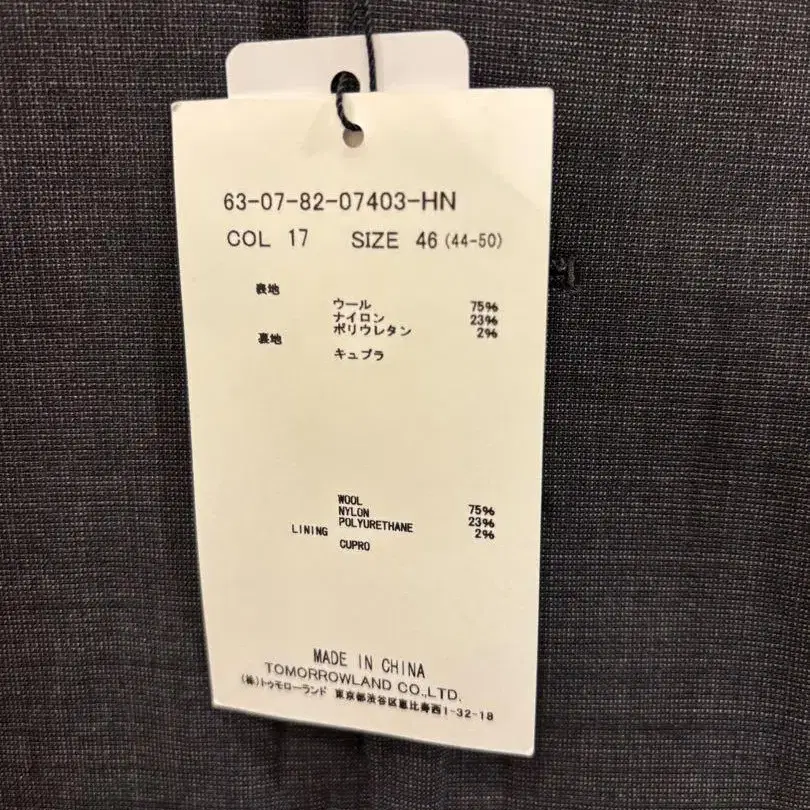 63-07-82-07403-HN
COL 17 SIZE 46 (44-50)
表地
ウール 75%
ナイロン 23%
ポリウレタン 2%
裏地
キュプラ
WOOL 75%
NYLON 23%
POLYURETHANE 2%
LINING
CUPRO
MADE IN CHINA
TOMORROWLAND CO.,LTD.
(株)トゥモローランド 東京都渋谷区恵比寿西1-32-18